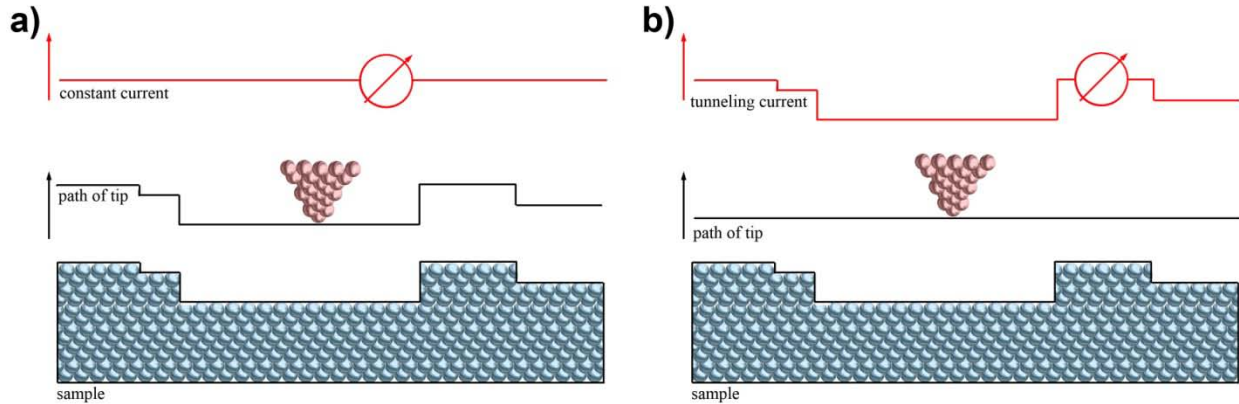 a)
constant current
path of tip
sample
b)
tunneling current
path of tip
sample